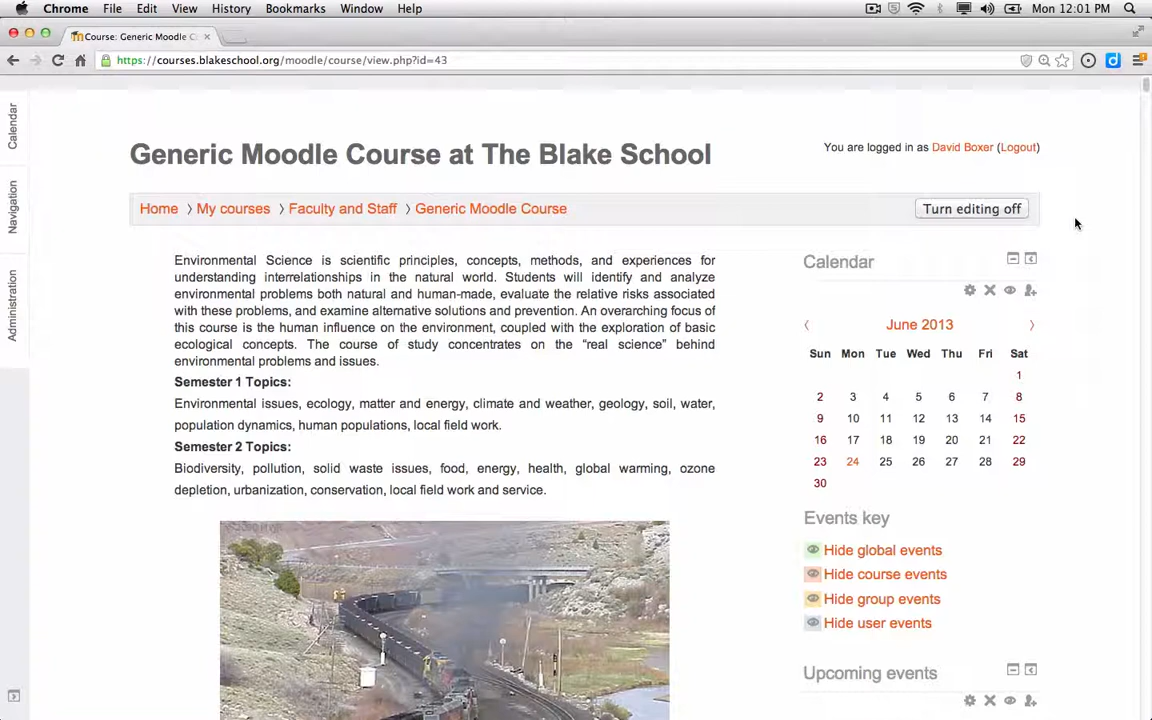 Chrome File Edit View History Bookmarks Window Help Mon 12:01 PM
Course: Generic Moodle C
https://courses.blakeschool.org/moodle/course/view.php?id=43
Calendar
Navigation
Administration
Generic Moodle Course at The Blake School
You are logged in as David Boxer (Logout)
Home My courses Faculty and Staff Generic Moodle Course
Turn editing off
Environmental Science is scientific principles, concepts, methods, and experiences for
understanding interrelationships in the natural world. Students will identify and analyze
environmental problems both natural and human-made, evaluate the relative risks associated
with these problems, and examine alternative solutions and prevention. An overarching focus of
this course is the human influence on the environment, coupled with the exploration of basic
ecological concepts. The course of study concentrates on the “real science” behind
environmental problems and issues.
Semester 1 Topics:
Environmental issues, ecology, matter and energy, climate and weather, geology, soil, water,
population dynamics, human populations, local field work.
Semester 2 Topics:
Biodiversity, pollution, solid waste issues, food, energy, health, global warming, ozone
depletion, urbanization, conservation, local field work and service.
Calendar
June 2013
Sun Mon Tue Wed Thu Fri Sat
1
2 3 4 5 6 7 8
9 10 11 12 13 14 15
16 17 18 19 20 21 22
23 24 25 26 27 28 29
30
Events key
Hide global events
Hide course events
Hide group events
Hide user events
Upcoming events